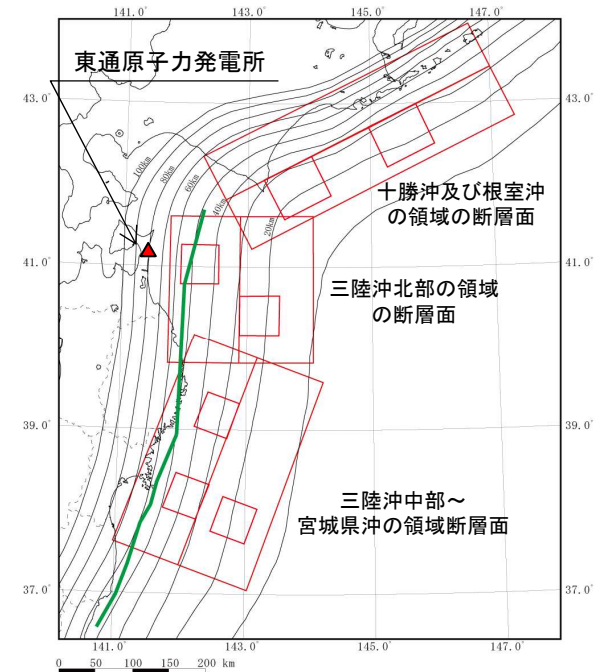 141.0°
143.0°
145.0°
147.0°
東通原子力発電所
43.0°
43.0°
100km
80km
60km
40km
20km
十勝沖及び根室沖
の領域の断層面
41.0°
41.0°
三陸沖北部の領域
の断層面
39.0°
39.0°
三陸沖中部~
宮城県沖の領域断層面
37.0°
37.0°
141.0°
143.0°
145.0°
147.0°
0 50 100 150 200 km